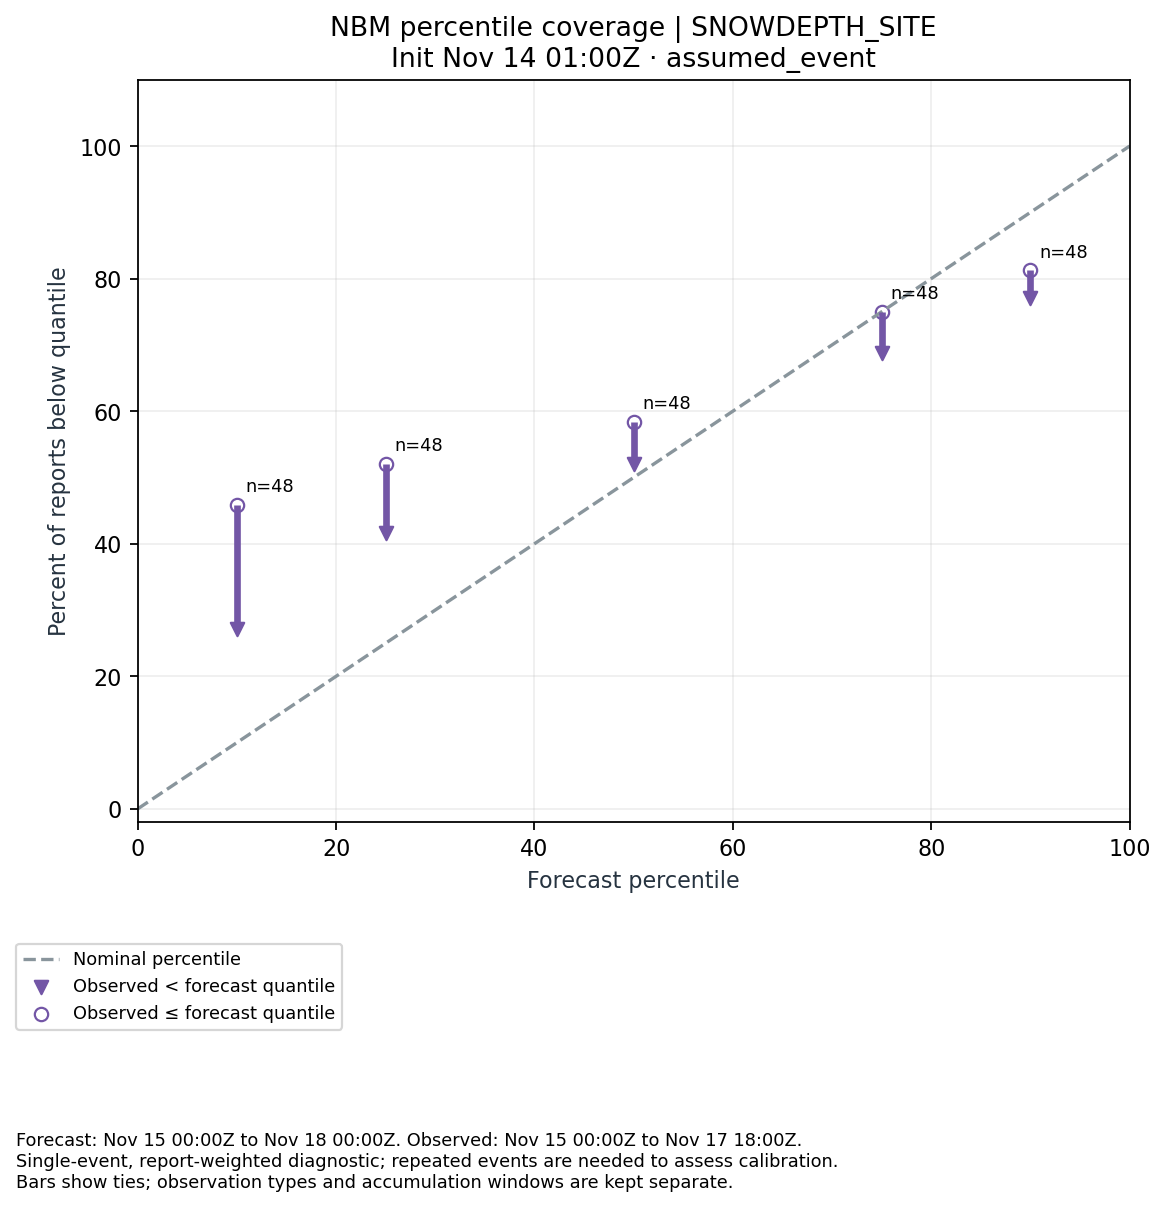 NBM percentile coverage | SNOWDEPTH_SITE
Init Nov 14 01:00Z · assumed_event
Percent of reports below quantile
100
80
60
40
20
0
n=48
n=48
n=48
n=48
n=48
0 20 40 60 80 100
Forecast percentile
Nominal percentile
Observed < forecast quantile
Observed ≤ forecast quantile
Forecast: Nov 15 00:00Z to Nov 18 00:00Z. Observed: Nov 15 00:00Z to Nov 17 18:00Z.
Single-event, report-weighted diagnostic; repeated events are needed to assess calibration.
Bars show ties; observation types and accumulation windows are kept separate.